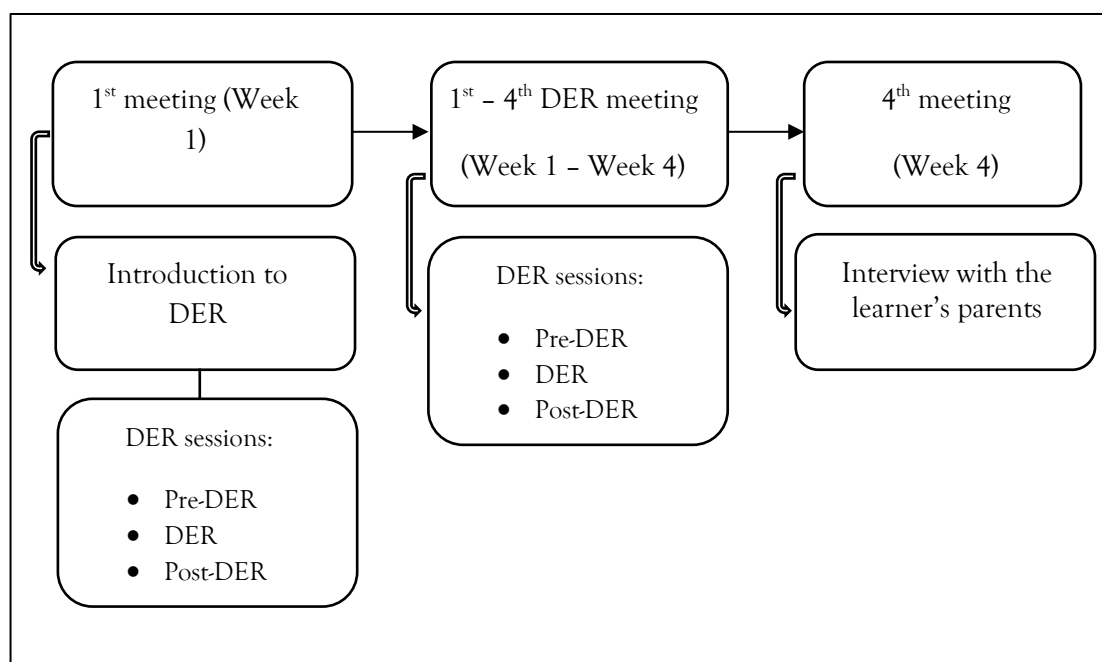 1st meeting (Week
1)
1st – 4th DER meeting
(Week 1 – Week 4)
4th meeting
(Week 4)
Introduction to
DER
DER sessions:
• Pre-DER
• DER
• Post-DER
Interview with the
learner's parents
DER sessions:
• Pre-DER
• DER
• Post-DER